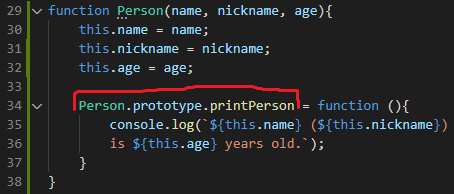 29 function Person(name, nickname, age){
30 this.name = name;
31 this.nickname = nickname;
32 this.age = age;
33
34 Person.prototype.printPerson = function (){
35 console.log(`${this.name} (${this.nickname})
36 is ${this.age} years old.`);
37 }
38 }